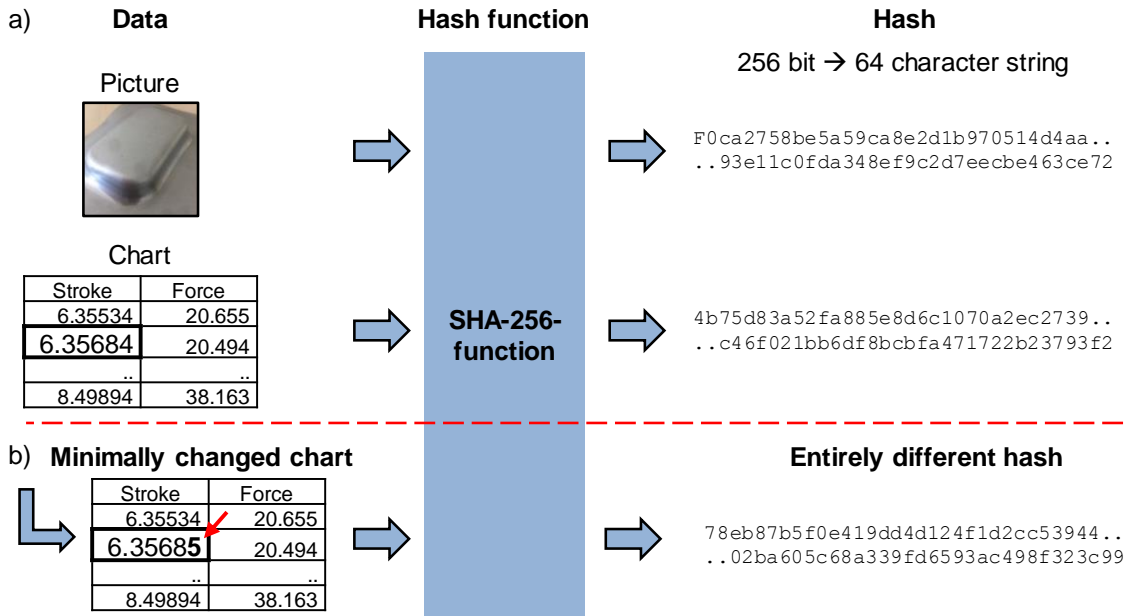 a) Data Hash function Hash
256 bit → 64 character string
Picture
F0ca2758be5a59ca8e2d1b970514d4aa..
..93e11c0fda348ef9c2d7eecbe463ce72
Chart
Stroke Force
6.35534 20.655
6.35684 20.494
.. ..
8.49894 38.163
SHA-256-
function
4b75d83a52fa885e8d6c1070a2ec2739..
..c46f021bb6df8bcbfa471722b23793f2
b) Minimally changed chart Entirely different hash
Stroke Force
6.35534 20.655
6.35685 20.494
.. ..
8.49894 38.163
78eb87b5f0e419dd4d124f1d2cc53944..
..02ba605c68a339fd6593ac498f323c99